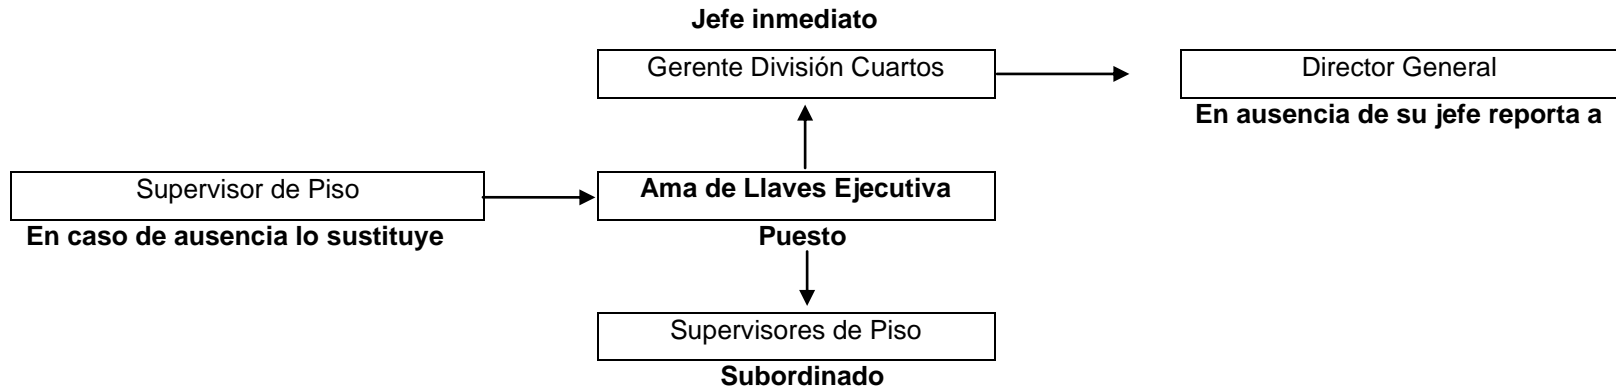 Jefe inmediato
Gerente División Cuartos
Director General
En ausencia de su jefe reporta a
Supervisor de Piso
Ama de Llaves Ejecutiva
En caso de ausencia lo sustituye
Puesto
Supervisores de Piso
Subordinado